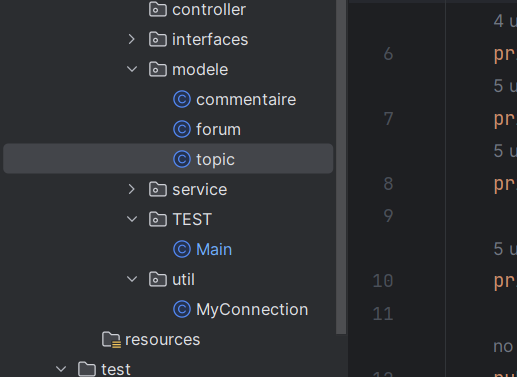 controller
interfaces
modele
commentaire
forum
topic
service
TEST
Main
util
MyConnection
resources
test
4 u
6 pr
5 u
7 pr
5 u
8 pr
9
5 u
10 pr
11
no